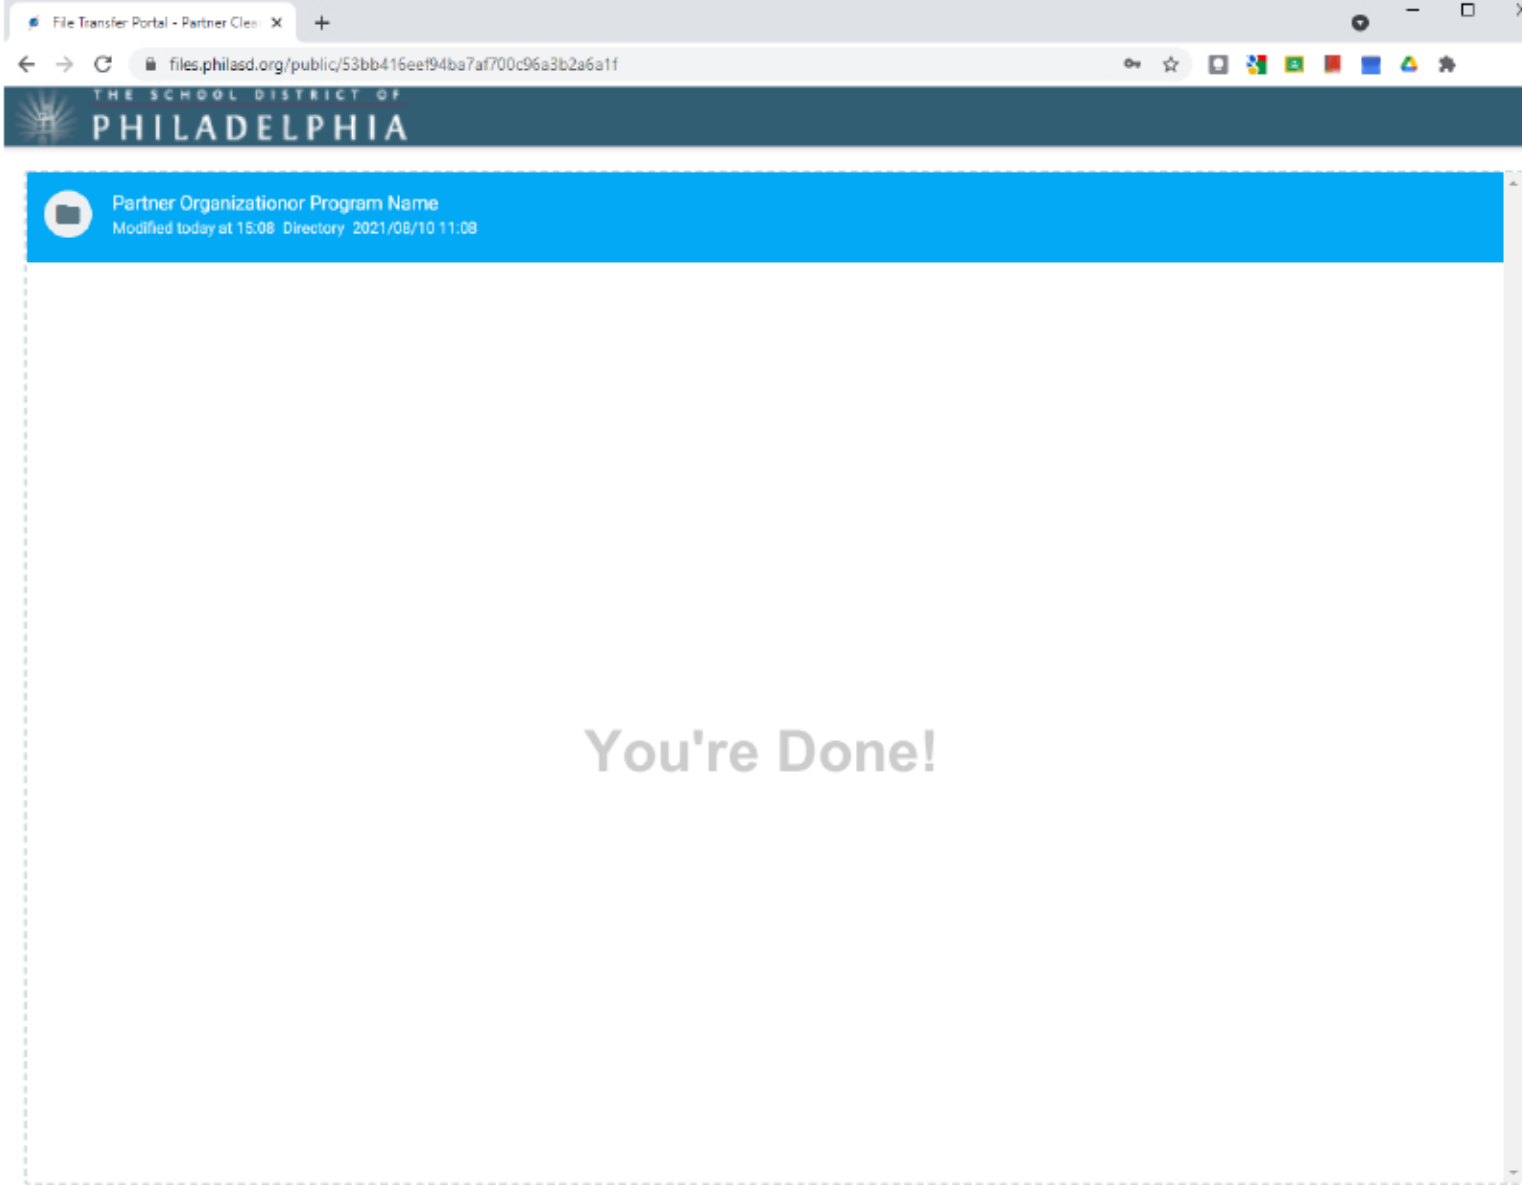 File Transfer Portal - Partner Clea
files.philasd.org/public/53bb416eef94ba7af700c96a3b2a6a1f
THE SCHOOL DISTRICT OF
PHILADELPHIA
Partner Organizationor Program Name
Modified today at 15:08 Directory 2021/08/10 11:08
You're Done!